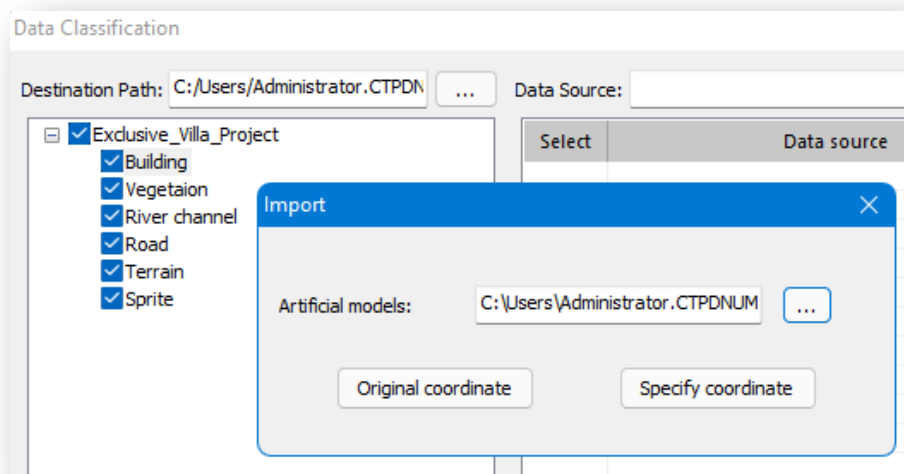 Data Classification
Destination Path: C:/Users/Administrator.CTPDN ... Data Source:
Exclusive_Villa_Project
Select Data source
Building
Vegetaion
River channel
Road
Terrain
Sprite
Import
Artificial models: C:\Users\Administrator.CTPDNUM ...
Original coordinate Specify coordinate